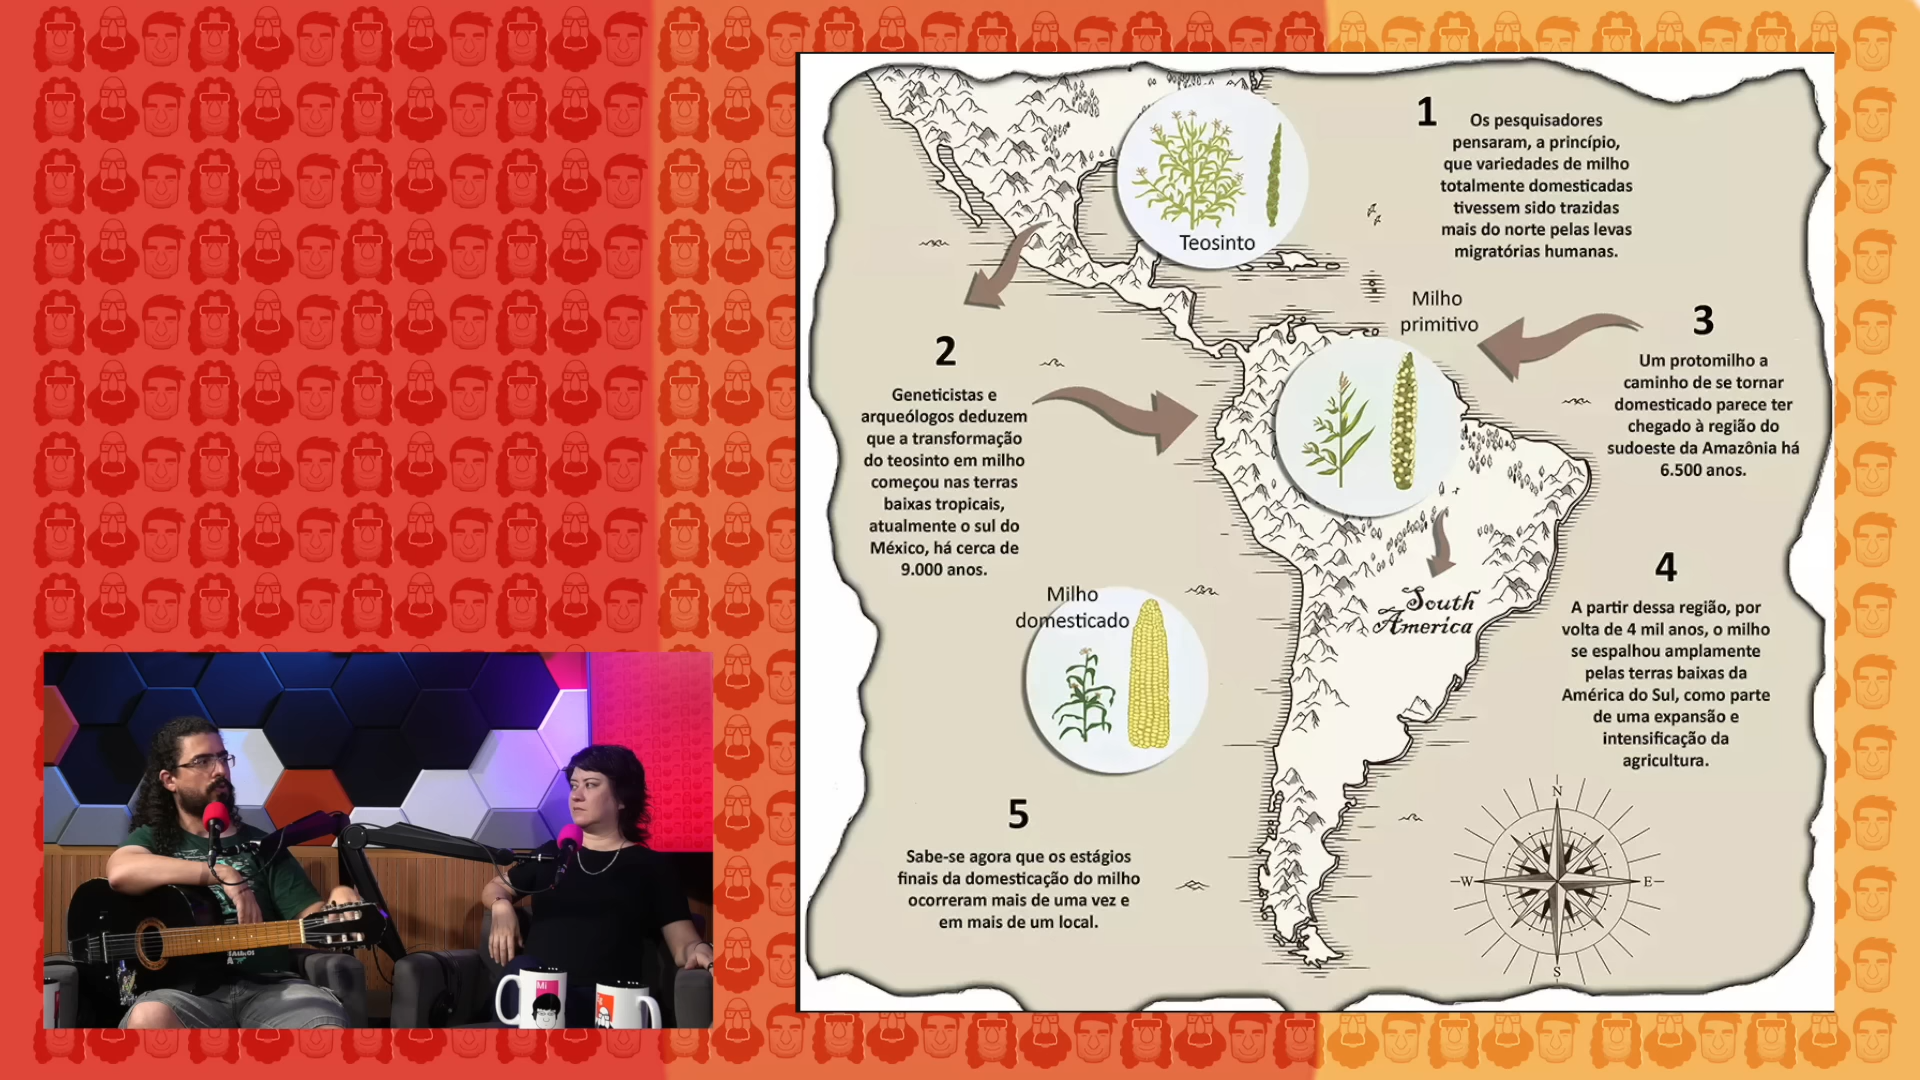 1
Os pesquisadores
pensaram, a princípio,
que variedades de milho
totalmente domesticadas
tivessem sido trazidas
mais do norte pelas levas
migratórias humanas.
Teosinto
2
Geneticistas e
arqueólogos deduzem
que a transformação
do teosinto em milho
começou nas terras
baixas tropicais,
atualmente o sul do
México, há cerca de
9.000 anos.
Milho
primitivo
3
Um protomilho a
caminho de se tornar
domesticado parece ter
chegado à região do
sudoeste da Amazônia há
6.500 anos.
South
America
4
A partir dessa região, por
volta de 4 mil anos, o milho
se espalhou amplamente
pelas terras baixas da
América do Sul, como parte
de uma expansão e
intensificação da
agricultura.
Milho
domesticado
5
Sabe-se agora que os estágios
finais da domesticação do milho
ocorreram mais de uma vez e
em mais de um local.
N
W
E
S
Mi